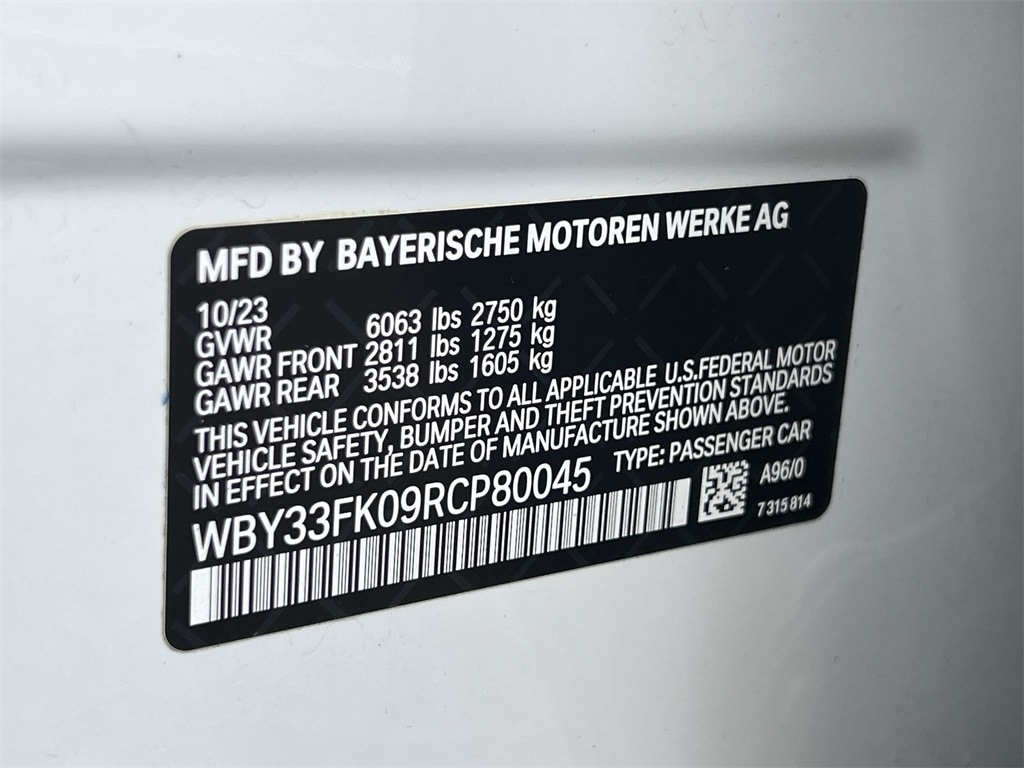 MFD BY BAYERISCHE MOTOREN WERKE AG
10/23
GVWR 6063 lbs 2750 kg
GAWR FRONT 2811 lbs 1275 kg
GAWR REAR 3538 lbs 1605 kg
THIS VEHICLE CONFORMS TO ALL APPLICABLE U.S.FEDERAL MOTOR
VEHICLE SAFETY, BUMPER AND THEFT PREVENTION STANDARDS
IN EFFECT ON THE DATE OF MANUFACTURE SHOWN ABOVE.
TYPE: PASSENGER CAR
WBY33FK09RCP80045
A96/0
7 315 814